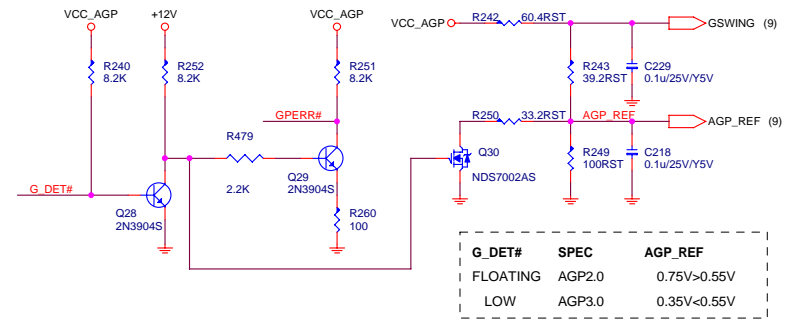 VCC_AGP
+12V
VCC_AGP
VCC_AGP
R242
60.4RST
GSWING (9)
R240
8.2K
R252
8.2K
R251
8.2K
R243
39.2RST
C229
0.1u/25V/Y5V
GPERR#
R250
33.2RST
AGP_REF
AGP_REF (9)
R479
2.2K
Q29
2N3904S
Q30
NDS7002AS
R249
100RST
C218
0.1u/25V/Y5V
G_DET#
Q28
2N3904S
R260
100
G_DET# SPEC AGP_REF
FLOATING AGP2.0 0.75V>0.55V
LOW AGP3.0 0.35V<0.55V